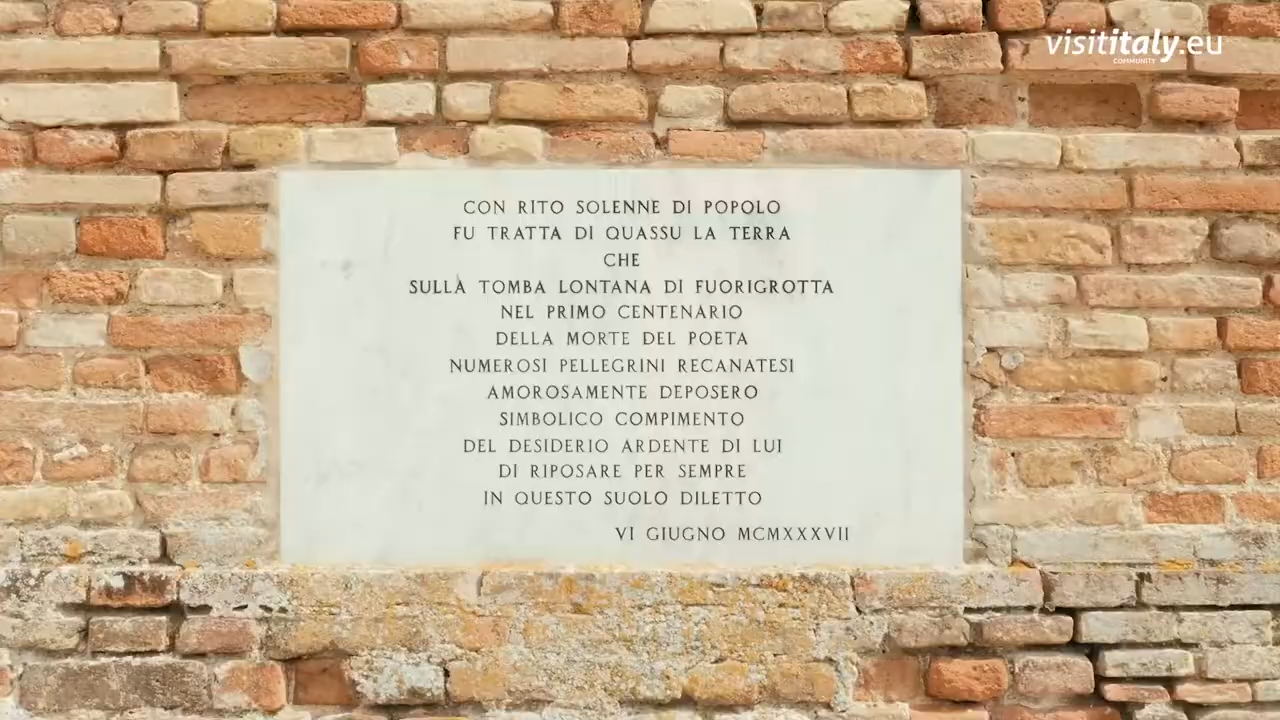 visititaly.eu
COMMUNITY
CON RITO SOLENNE DI POPOLO
FU TRATTA DI QUASSU LA TERRA
CHE
SULLÀ TOMBA LONTANA DI FUORIGROTTA
NEL PRIMO CENTENARIO
DELLA MORTE DEL POETA
NUMEROSI PELLEGRINI RECANATESI
AMOROSAMENTE DEPOSERO
SIMBOLICO COMPIMENTO
DEL DESIDERIO ARDENTE DI LUI
DI RIPOSARE PER SEMPRE
IN QUESTO SUOLO DILETTO
VI GIUGNO MCMXXXVII